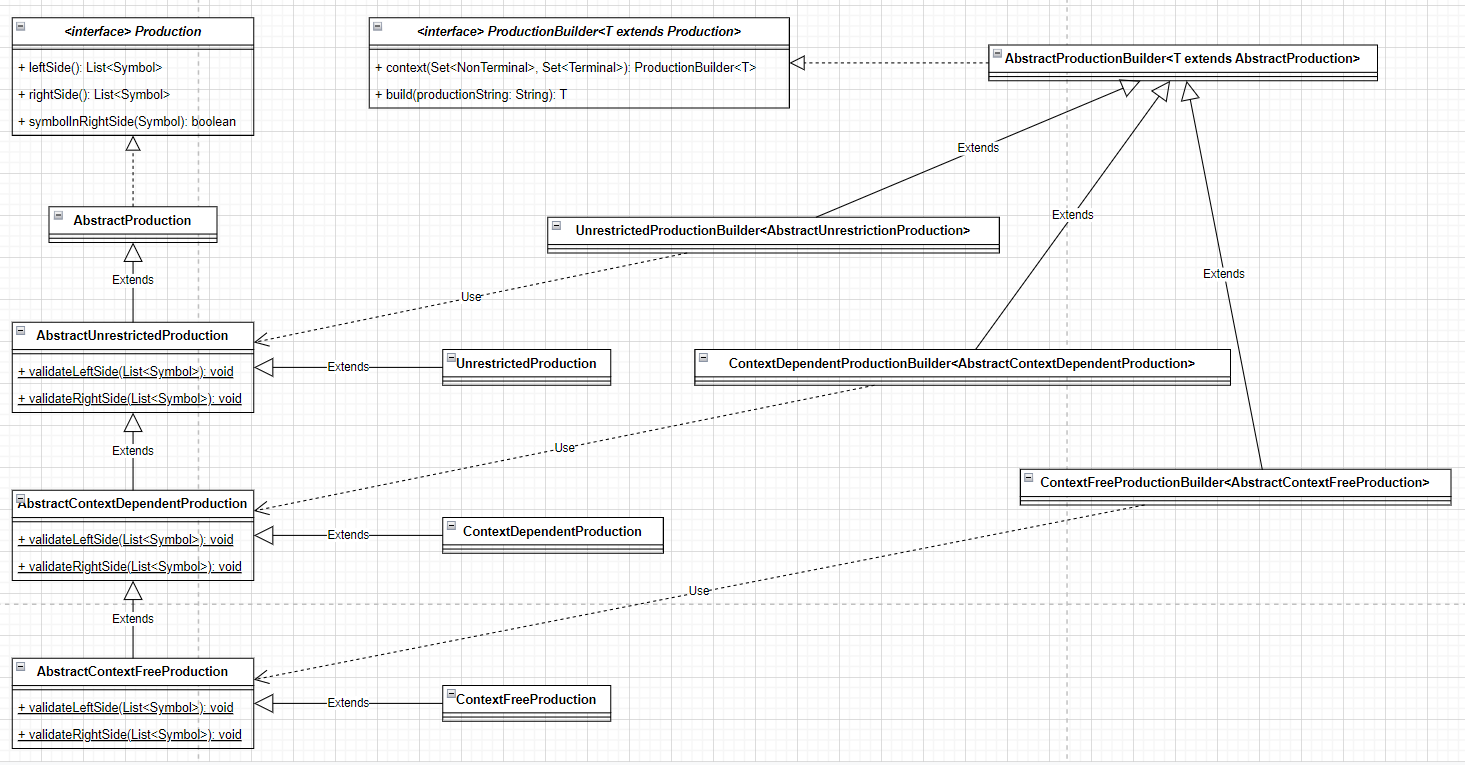 <interface> Production
+ leftSide(): List<Symbol>
+ rightSide(): List<Symbol>
+ symbolInRightSide(Symbol): boolean
<interface> ProductionBuilder<T extends Production>
+ context(Set<NonTerminal>, Set<Terminal>): ProductionBuilder<T>
+ build(productionString: String): T
AbstractProductionBuilder<T extends AbstractProduction>
Extends
AbstractProduction
Extends
UnrestrictedProductionBuilder<AbstractUnrestrictionProduction>
Extends
Extends
Use
AbstractUnrestrictedProduction
+ validateLeftSide(List<Symbol>): void
+ validateRightSide(List<Symbol>): void
Extends
UnrestrictedProduction
ContextDependentProductionBuilder<AbstractContextDependentProduction>
Extends
Use
ContextFreeProductionBuilder<AbstractContextFreeProduction>
AbstractContextDependentProduction
+ validateLeftSide(List<Symbol>): void
+ validateRightSide(List<Symbol>): void
Extends
ContextDependentProduction
Use
Extends
AbstractContextFreeProduction
+ validateLeftSide(List<Symbol>): void
+ validateRightSide(List<Symbol>): void
Extends
ContextFreeProduction